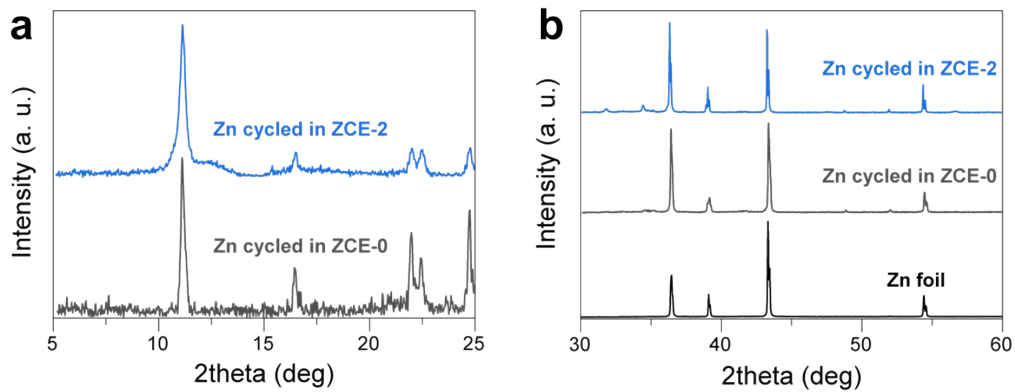 a
Intensity (a. u.)
Zn cycled in ZCE-2
Zn cycled in ZCE-0
5 10 15 20 25
2theta (deg)
b
Intensity (a. u.)
Zn cycled in ZCE-2
Zn cycled in ZCE-0
Zn foil
30 40 50 60
2theta (deg)